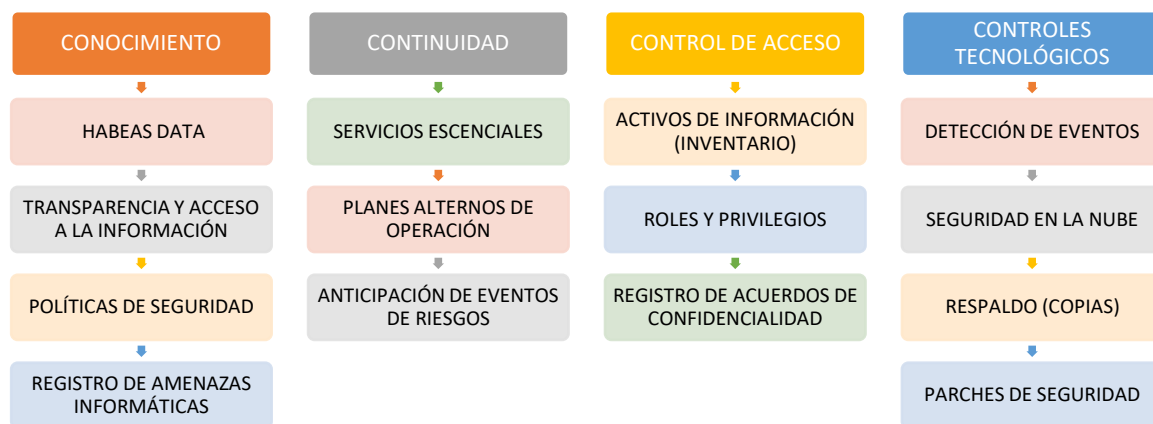 CONOCIMIENTO
HABEAS DATA
TRANSPARENCIA Y ACCESO
A LA INFORMACIÓN
POLÍTICAS DE SEGURIDAD
REGISTRO DE AMENAZAS
INFORMÁTICAS
CONTINUIDAD
SERVICIOS ESCENCIALES
PLANES ALTERNOS DE
OPERACIÓN
ANTICIPACIÓN DE EVENTOS
DE RIESGOS
CONTROL DE ACCESO
ACTIVOS DE INFORMACIÓN
(INVENTARIO)
ROLES Y PRIVILEGIOS
REGISTRO DE ACUERDOS DE
CONFIDENCIALIDAD
CONTROLES
TECNOLÓGICOS
DETECCIÓN DE EVENTOS
SEGURIDAD EN LA NUBE
RESPALDO (COPIAS)
PARCHES DE SEGURIDAD